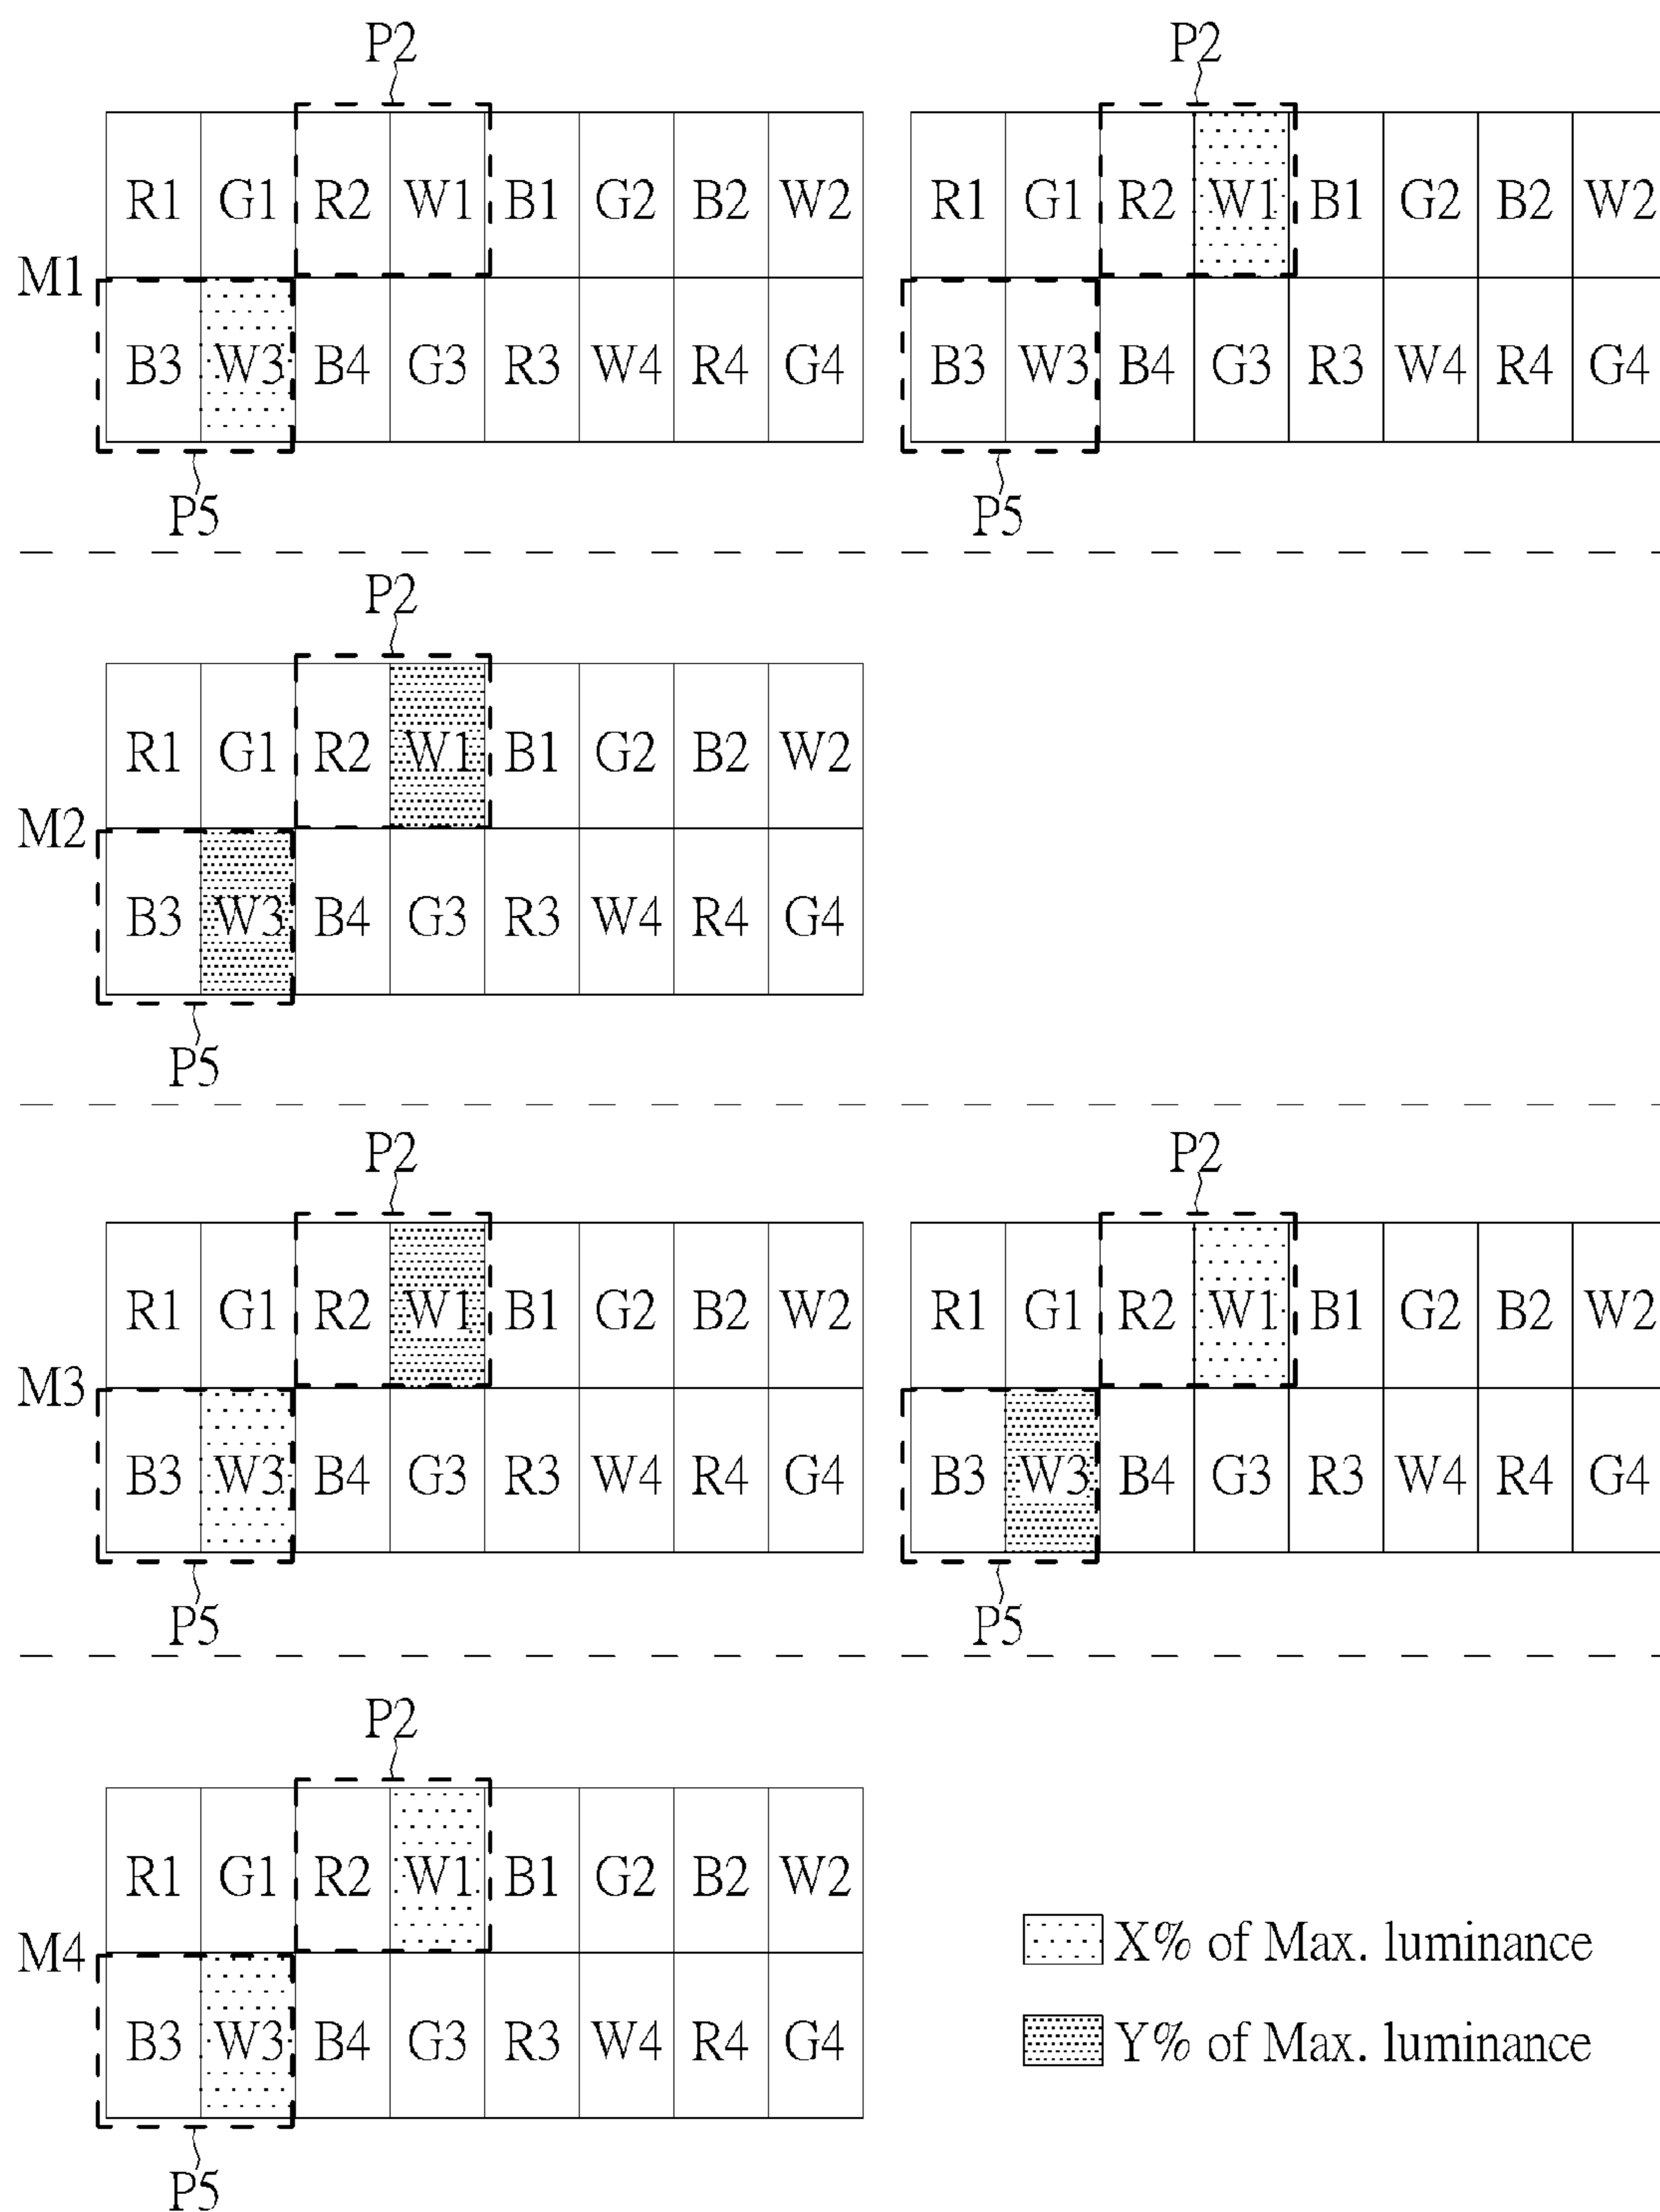 P2 P2
R1 G1 R2 W1 B1 G2 B2 W2 R1 G1 R2 W1 B1 G2 B2 W2
M1
B3 W3 B4 G3 R3 W4 R4 G4 B3 W3 B4 G3 R3 W4 R4 G4
P5 P5
P2
R1 G1 R2 W1 B1 G2 B2 W2
M2
B3 W3 B4 G3 R3 W4 R4 G4
P5
P2 P2
R1 G1 R2 W1 B1 G2 B2 W2 R1 G1 R2 W1 B1 G2 B2 W2
M3
B3 W3 B4 G3 R3 W4 R4 G4 B3 W3 B4 G3 R3 W4 R4 G4
P5 P5
P2
R1 G1 R2 W1 B1 G2 B2 W2
M4
B3 W3 B4 G3 R3 W4 R4 G4
P5
X% of Max. luminance
Y% of Max. luminance